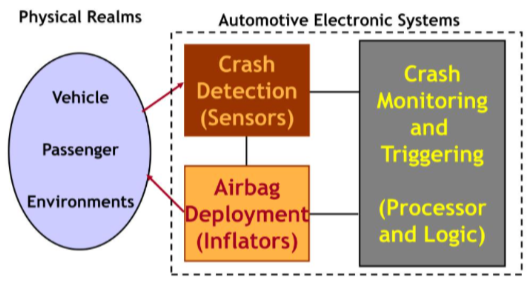 Physical Realms
Automotive Electronic Systems
Vehicle
Passenger
Environments
Crash
Detection
(Sensors)
Airbag
Deployment
(Inflators)
Crash
Monitoring
and
Triggering
(Processor
and Logic)